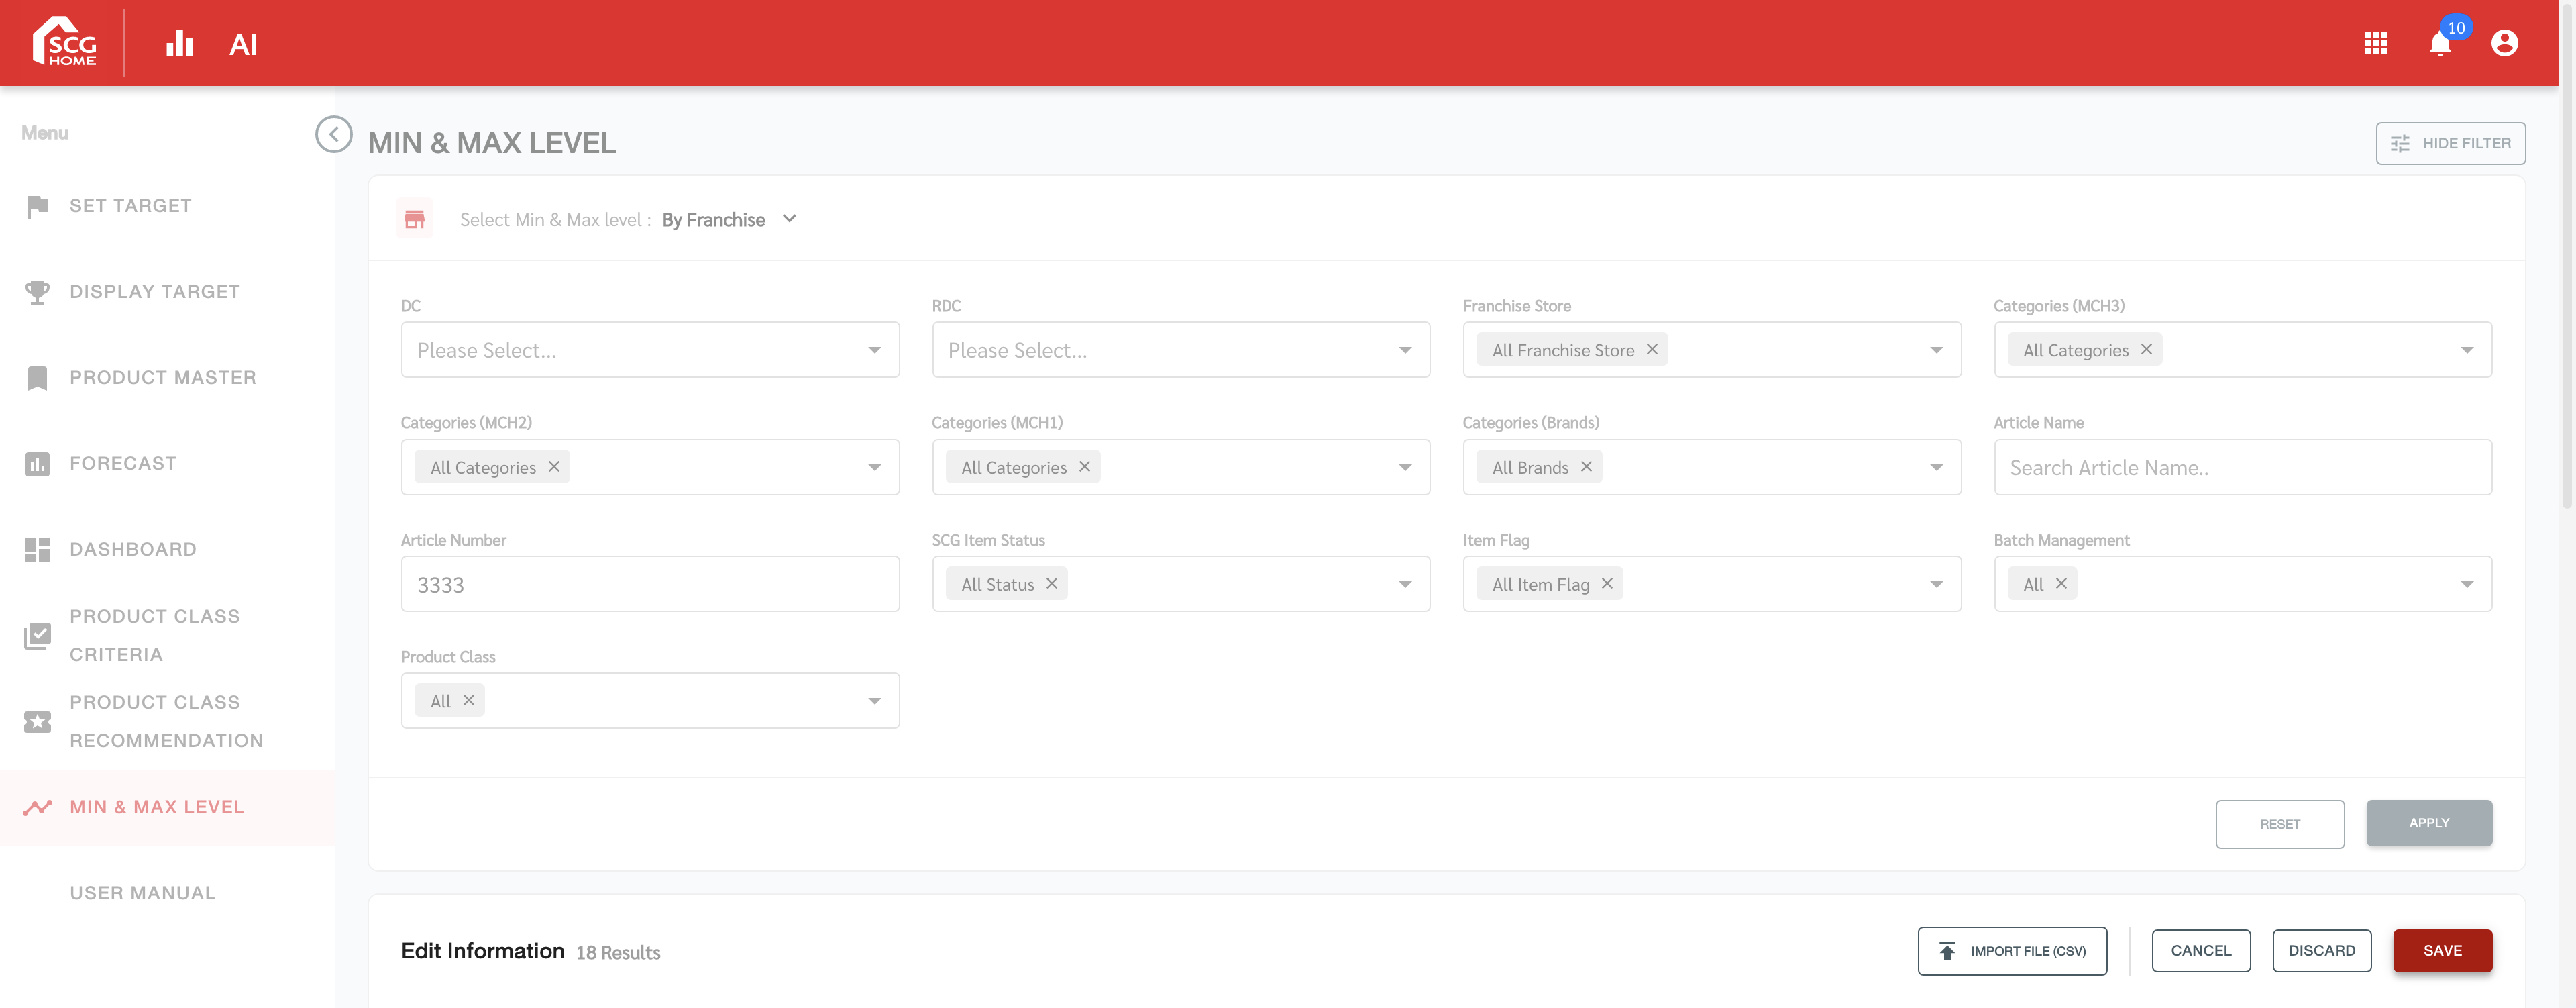 SCG
HOME
AI
10
Menu
MIN & MAX LEVEL
HIDE FILTER
SET TARGET
DISPLAY TARGET
PRODUCT MASTER
FORECAST
DASHBOARD
PRODUCT CLASS
CRITERIA
PRODUCT CLASS
RECOMMENDATION
MIN & MAX LEVEL
USER MANUAL
Select Min & Max level : By Franchise
DC
Please Select...
RDC
Please Select...
Franchise Store
All Franchise Store
Categories (MCH3)
All Categories
Categories (MCH2)
All Categories
Categories (MCH1)
All Categories
Categories (Brands)
All Brands
Article Name
Search Article Name..
Article Number
3333
SCG Item Status
All Status
Item Flag
All Item Flag
Batch Management
All
Product Class
All
RESET
APPLY
Edit Information 18 Results
IMPORT FILE (CSV)
CANCEL
DISCARD
SAVE